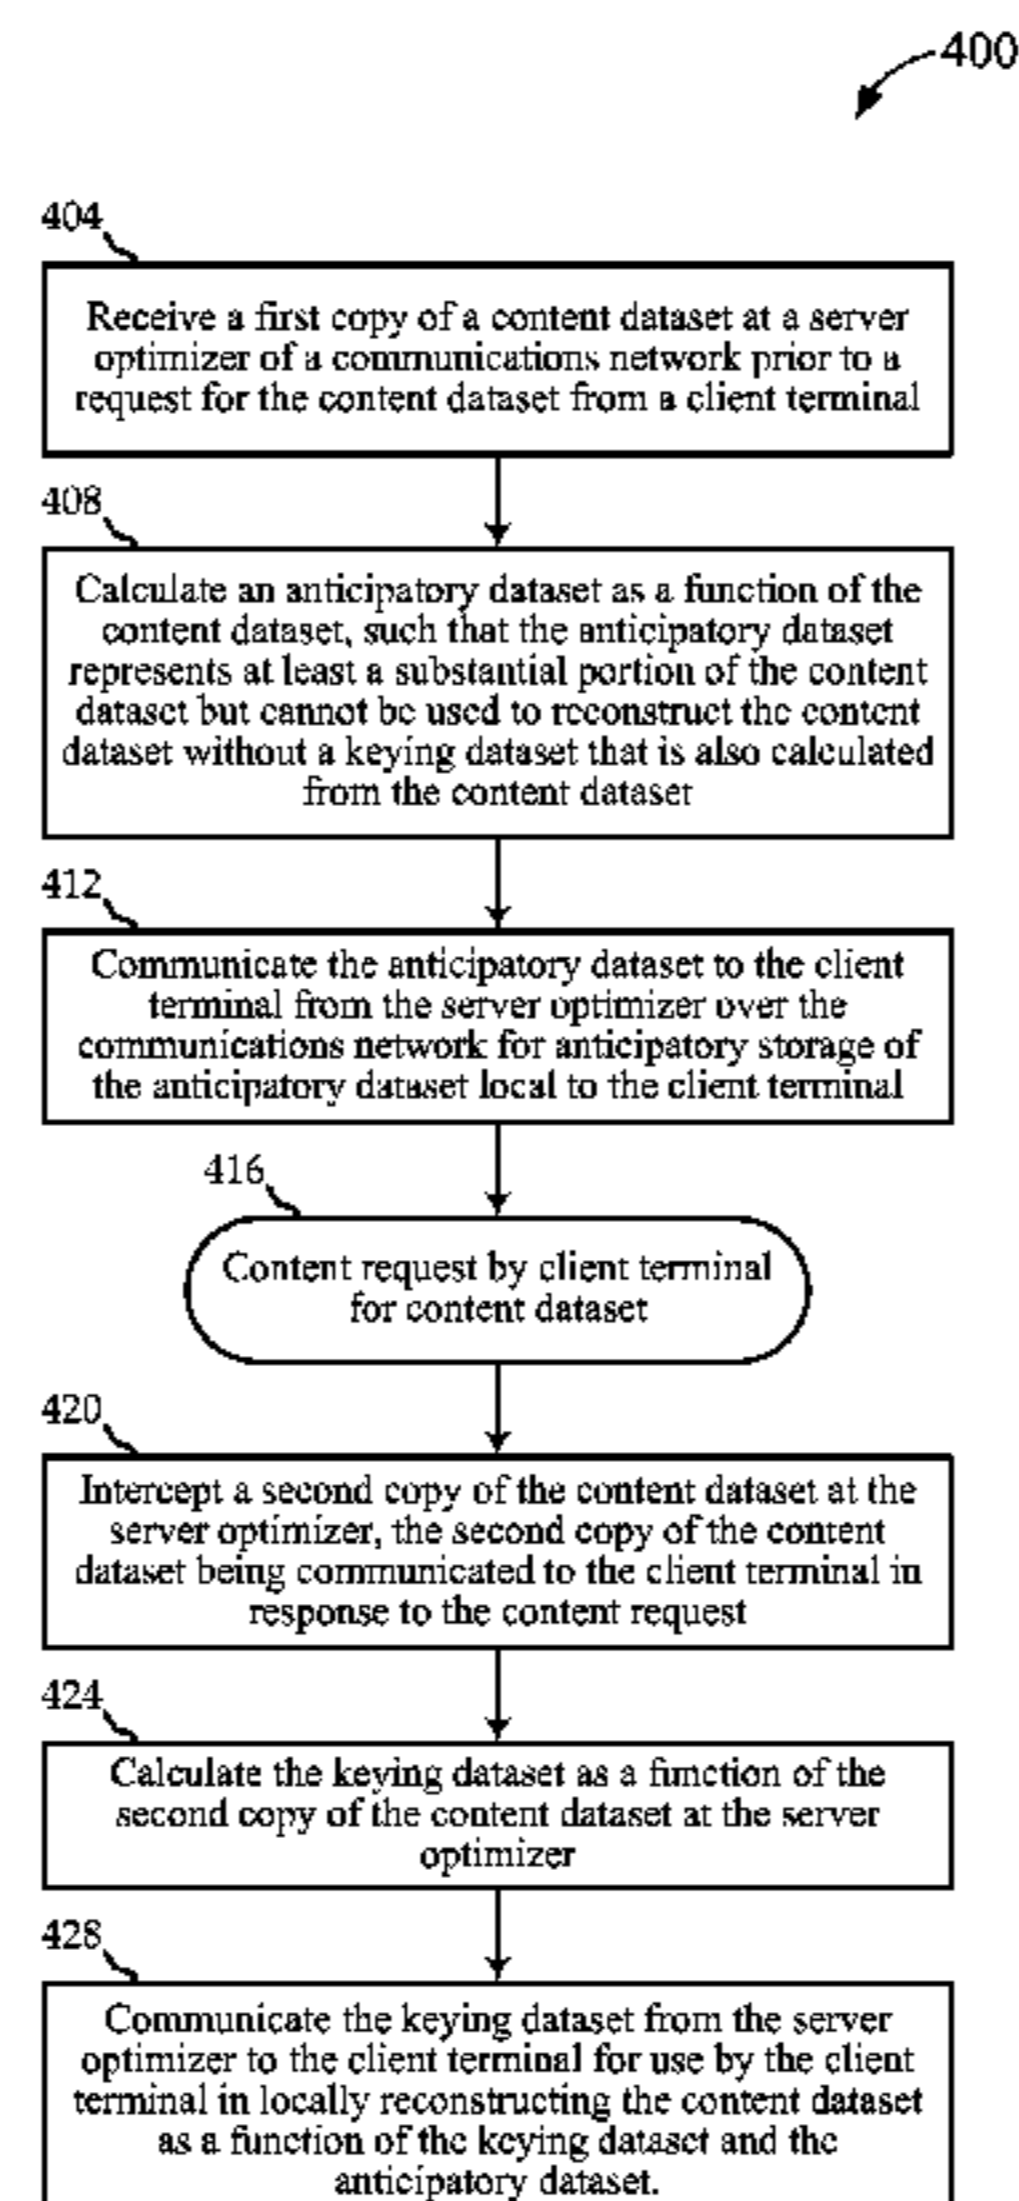 400
404
Receive a first copy of a content dataset at a server
optimizer of a communications network prior to a
request for the content dataset from a client terminal
408
Calculate an anticipatory dataset as a function of the
content dataset, such that the anticipatory dataset
represents at least a substantial portion of the content
dataset but cannot be used to reconstruct the content
dataset without a keying dataset that is also calculated
from the content dataset
412
Communicate the anticipatory dataset to the client
terminal from the server optimizer over the
communications network for anticipatory storage of
the anticipatory dataset local to the client terminal
416
Content request by client terminal
for content dataset
420
Intercept a second copy of the content dataset at the
server optimizer, the second copy of the content
dataset being communicated to the client terminal in
response to the content request
424
Calculate the keying dataset as a function of the
second copy of the content dataset at the server
optimizer
428
Communicate the keying dataset from the server
optimizer to the client terminal for use by the client
terminal in locally reconstructing the content dataset
as a function of the keying dataset and the
anticipatory dataset.